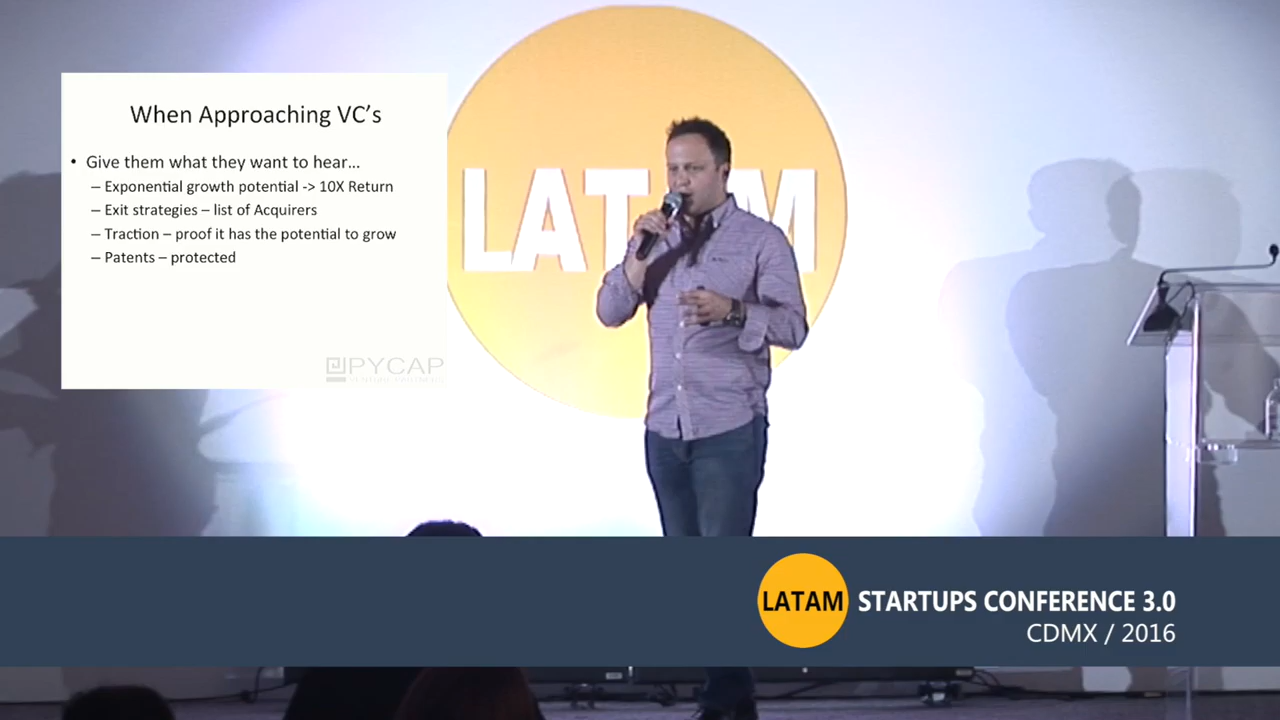 When Approaching VC's
• Give them what they want to hear...
– Exponential growth potential -> 10X Return
– Exit strategies – list of Acquirers
– Traction – proof it has the potential to grow
– Patents – protected
PYCAP
LATAM
LATAM STARTUPS CONFERENCE 3.0
CDMX / 2016